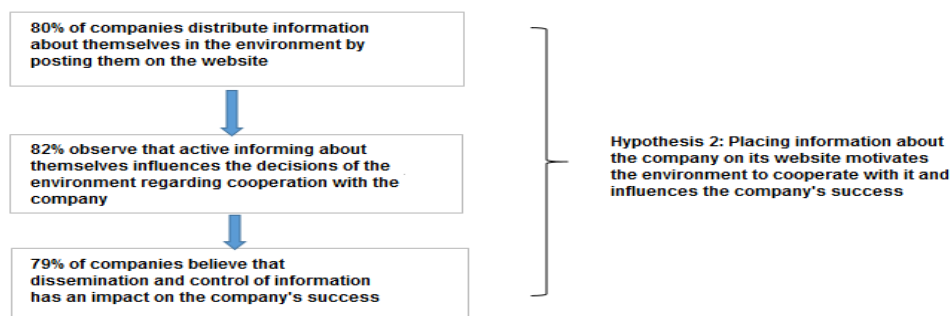 80% of companies distribute information
about themselves in the environment by
posting them on the website
82% observe that active informing about
themselves influences the decisions of the
environment regarding cooperation with the
company
79% of companies believe that
dissemination and control of information
has an impact on the company's success
Hypothesis 2: Placing information about
the company on its website motivates
the environment to cooperate with it and
influences the company's success